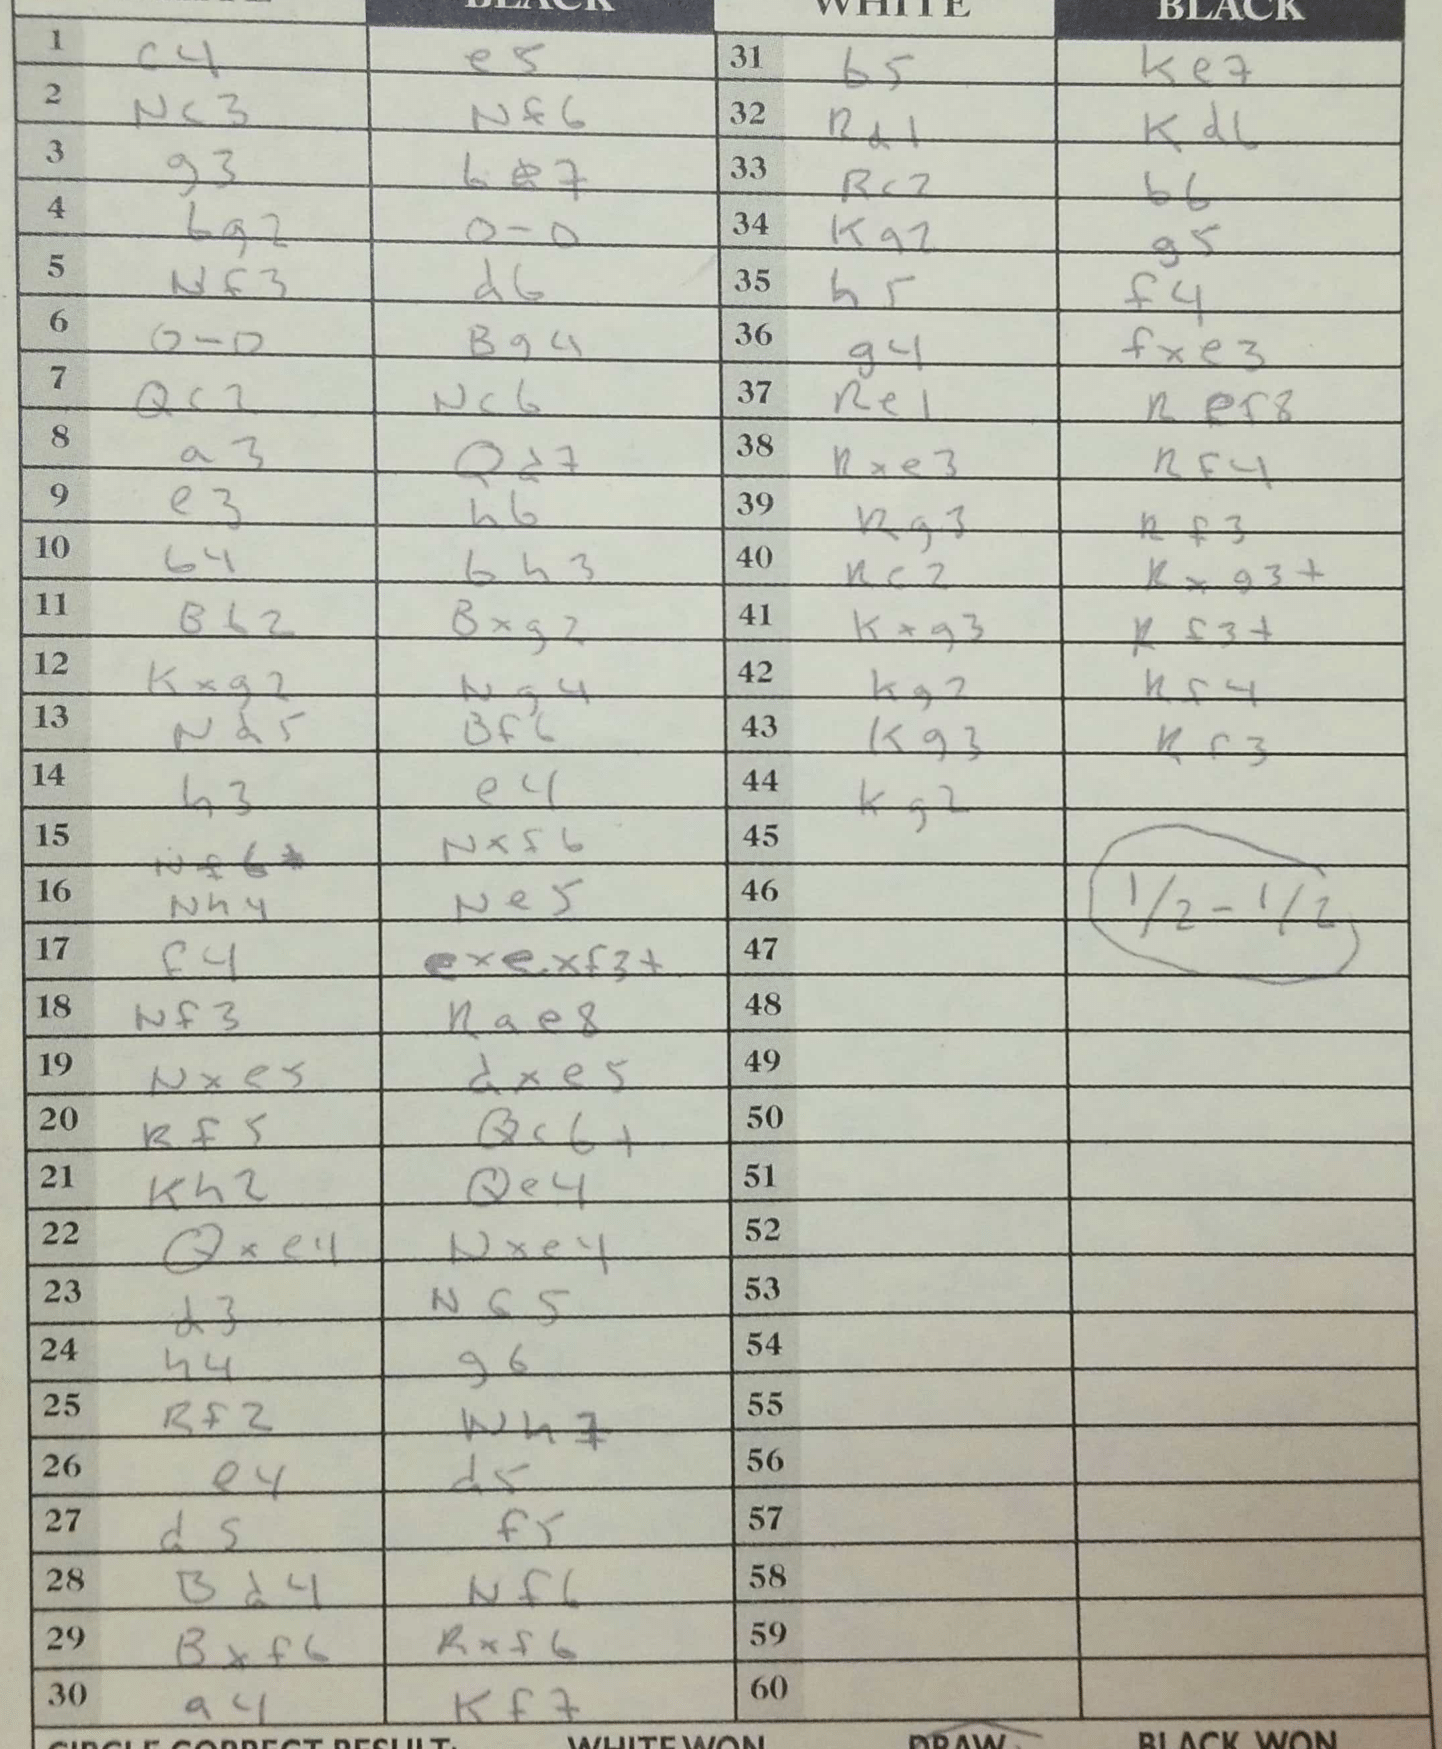 WHITE BLACK WHITE BLACK
1 c4 e5 31 b5 Ke7
2 Nc3 Nf6 32 Rd1 Kd6
3 g3 be7 33 Rc2 b6
4 bg2 0-0 34 Kg2 g5
5 Nf3 d6 35 h5 f4
6 0-0 Bg4 36 g4 fxe3
7 Qc2 Nc6 37 Re1 R ef8
8 a3 Qd7 38 Rxe3 Rf4
9 e3 h6 39 Rg3 Rf3
10 b4 bh3 40 Rc2 Rxg3+
11 Bb2 Bxg2 41 Kxg3 Rf3+
12 Kxg2 Ng4 42 Kg2 Rf4
13 Nd5 Bf6 43 Kg3 Rf3
14 h3 e4 44 Kg2
15 Nf6+ Nxf6 45
16 Nh4 Ne5 46 1/2-1/2
17 f4 exexf3+ 47
18 Nf3 Rae8 48
19 Nxe5 dxe5 49
20 Rf5 Qc6+ 50
21 Kh2 Qe4 51
22 Qxe4 Nxe4 52
23 d3 NG5 53
24 h4 g6 54
25 Rf2 Nh7 55
26 e4 d5 56
27 d5 f5 57
28 Bd4 Nf6 58
29 Bxf6 Rxf6 59
30 a4 Kf7 60
CIRCLE CORRECT RESULT: WHITE WON DRAW BLACK WON